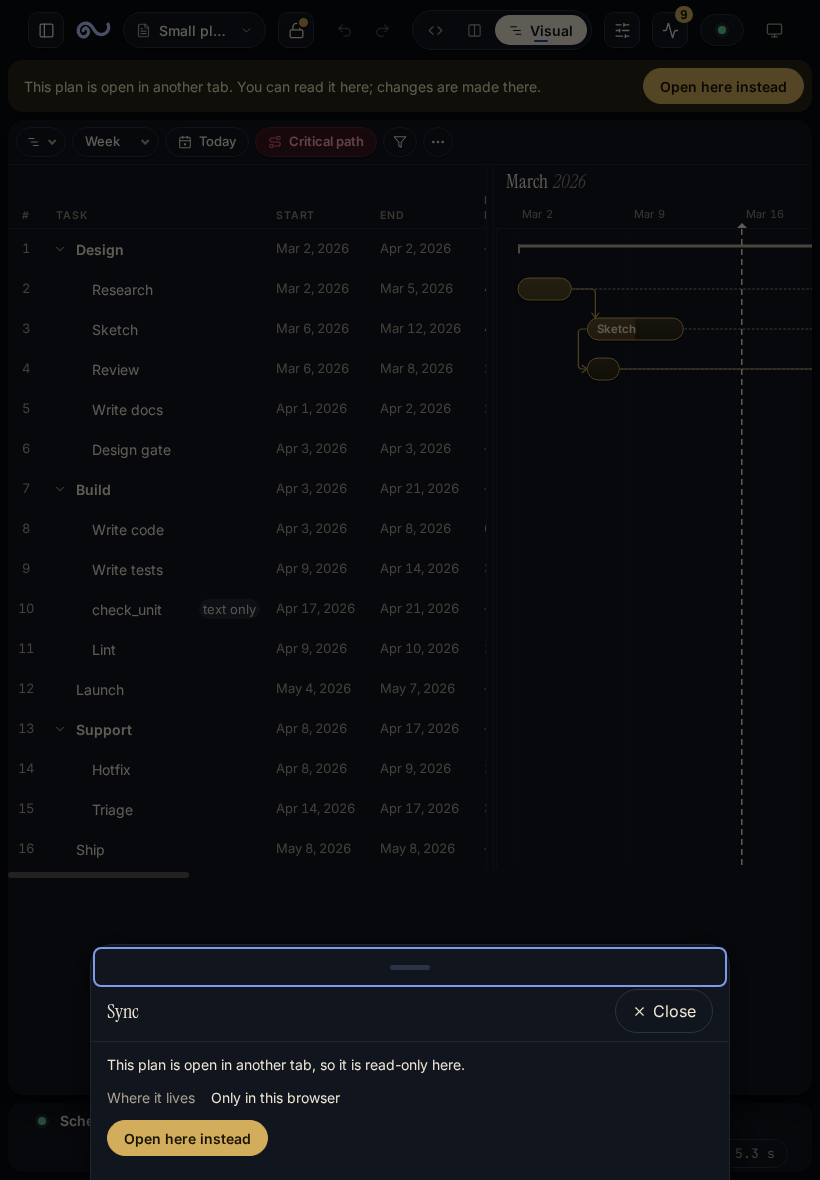 Small pl...
Visual
9
This plan is open in another tab. You can read it here; changes are made there.
Open here instead
Week
Today
Critical path
March 2026
# TASK START END
Mar 2 Mar 9 Mar 16
1 Design Mar 2, 2026 Apr 2, 2026
2 Research Mar 2, 2026 Mar 5, 2026
3 Sketch Mar 6, 2026 Mar 12, 2026 Sketch
4 Review Mar 6, 2026 Mar 8, 2026
5 Write docs Apr 1, 2026 Apr 2, 2026
6 Design gate Apr 3, 2026 Apr 3, 2026
7 Build Apr 3, 2026 Apr 21, 2026
8 Write code Apr 3, 2026 Apr 8, 2026
9 Write tests Apr 9, 2026 Apr 14, 2026
10 check_unit text only Apr 17, 2026 Apr 21, 2026
11 Lint Apr 9, 2026 Apr 10, 2026
12 Launch May 4, 2026 May 7, 2026
13 Support Apr 8, 2026 Apr 17, 2026
14 Hotfix Apr 8, 2026 Apr 9, 2026
15 Triage Apr 14, 2026 Apr 17, 2026
16 Ship May 8, 2026 May 8, 2026
Sync
Close
This plan is open in another tab, so it is read-only here.
Where it lives Only in this browser
Open here instead
Sche
5.3 s